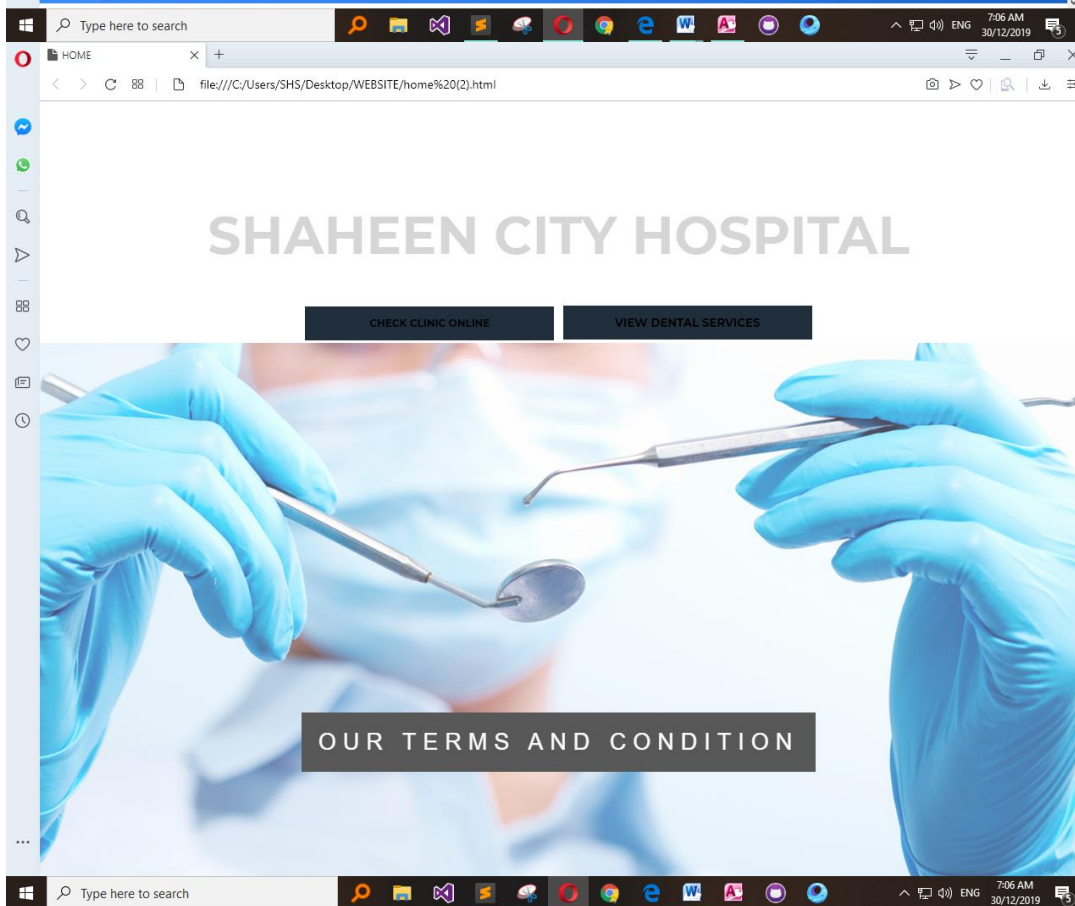 Type here to search
ENG
7:06 AM
30/12/2019
5
HOME
file:///C:/Users/SHS/Desktop/WEBSITE/home%20(2).html
SHAHEEN CITY HOSPITAL
CHECK CLINIC ONLINE
VIEW DENTAL SERVICES
OUR TERMS AND CONDITION
Type here to search
ENG
7:06 AM
30/12/2019
5